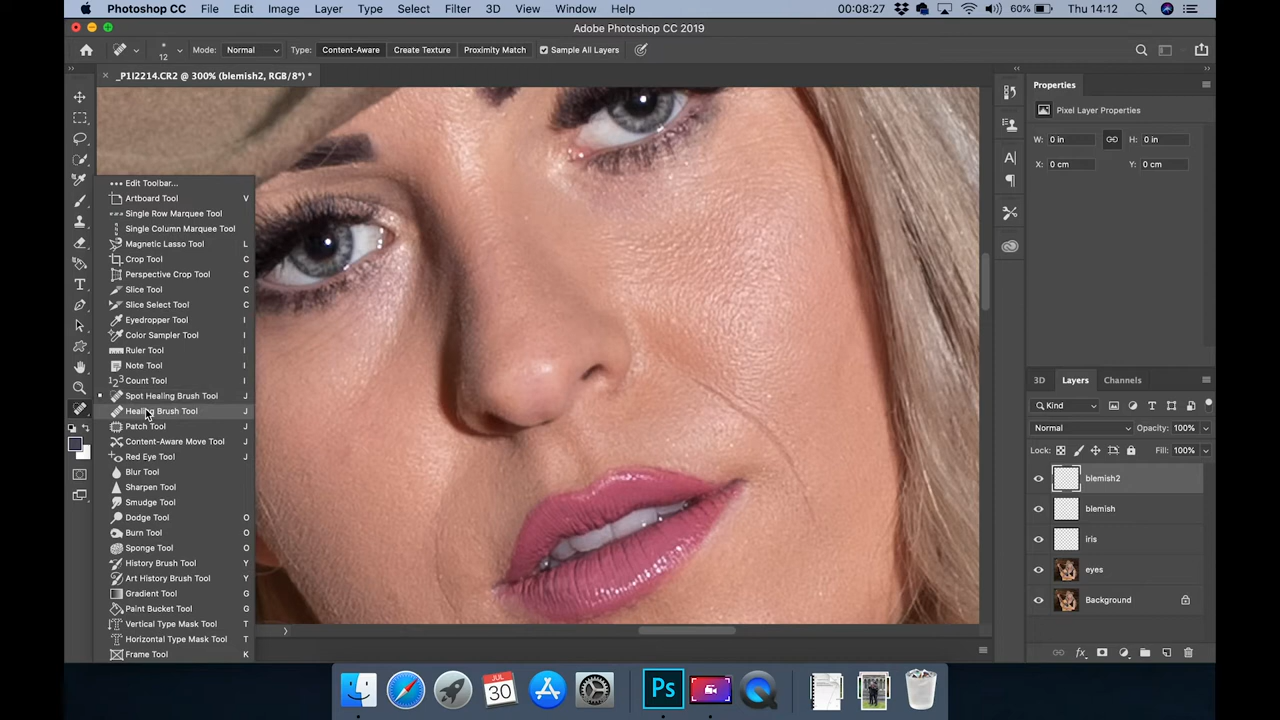 Photoshop CC File Edit Image Layer Type Select Filter 3D View Window Help 00:08:27 60% Thu 14:12
Adobe Photoshop CC 2019
12 Mode: Normal Type: Content-Aware Create Texture Proximity Match Sample All Layers
_P1I2214.CR2 @ 300% (blemish2, RGB/8*) *
Properties
Pixel Layer Properties
W: 0 in H: 0 in
X: 0 cm Y: 0 cm
Edit Toolbar...
Artboard Tool V
Single Row Marquee Tool
Single Column Marquee Tool
Magnetic Lasso Tool L
Crop Tool C
Perspective Crop Tool C
Slice Tool C
Slice Select Tool C
Eyedropper Tool I
Color Sampler Tool I
Ruler Tool I
Note Tool I
Count Tool I
Spot Healing Brush Tool J
Healing Brush Tool J
Patch Tool J
Content-Aware Move Tool J
Red Eye Tool J
Blur Tool
Sharpen Tool
Smudge Tool
Dodge Tool O
Burn Tool O
Sponge Tool O
History Brush Tool Y
Art History Brush Tool Y
Gradient Tool G
Paint Bucket Tool G
Vertical Type Mask Tool T
Horizontal Type Mask Tool T
Frame Tool K
3D Layers Channels
Kind
Normal Opacity: 100%
Lock: Fill: 100%
blemish2
blemish
iris
eyes
Background
JUL
30
Ps